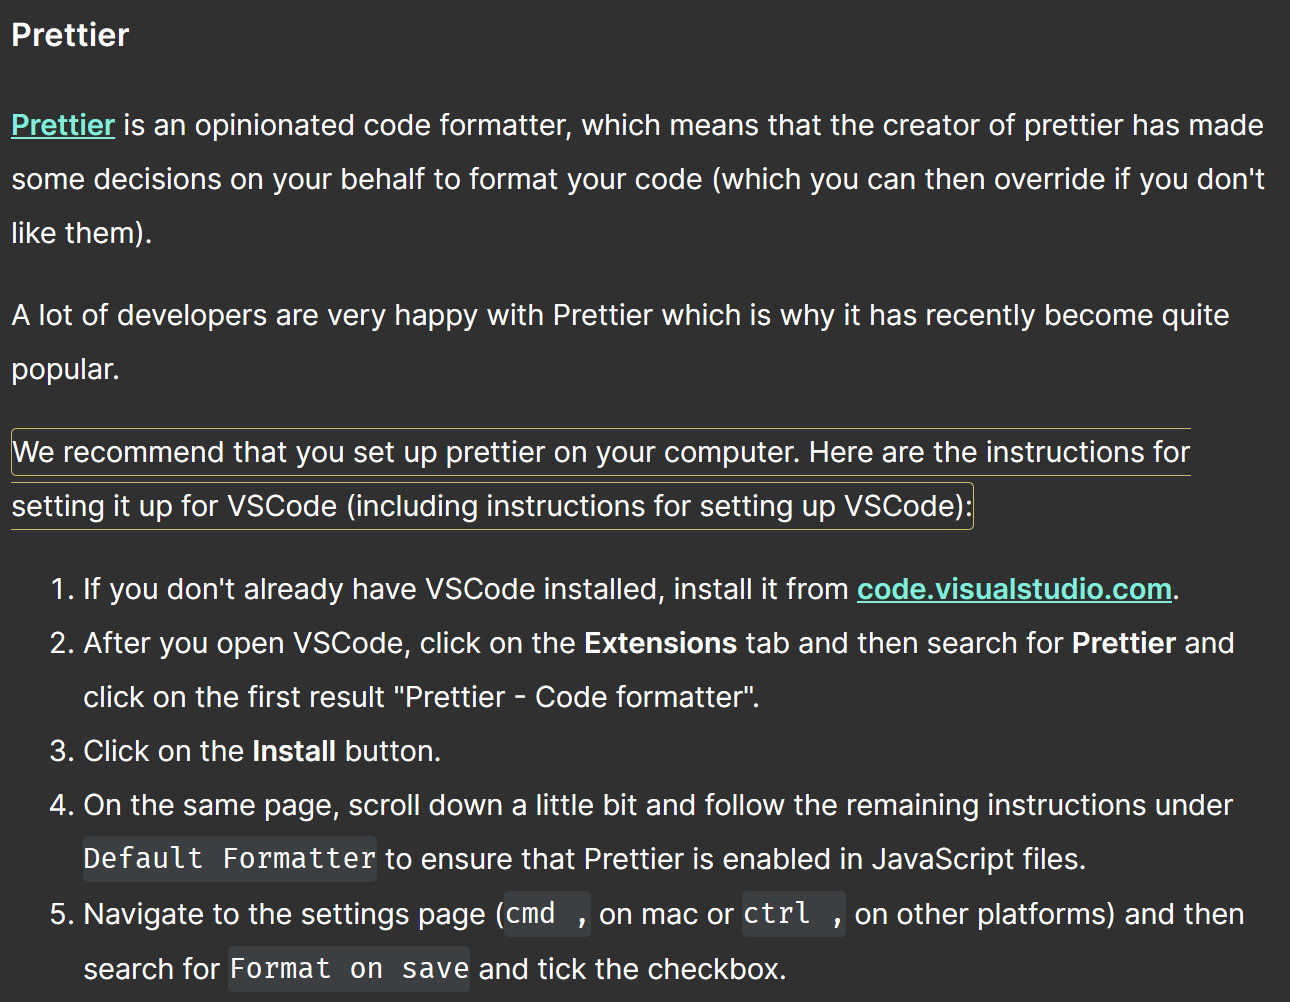 Prettier
Prettier is an opinionated code formatter, which means that the creator of prettier has made
some decisions on your behalf to format your code (which you can then override if you don't
like them).
A lot of developers are very happy with Prettier which is why it has recently become quite
popular.
We recommend that you set up prettier on your computer. Here are the instructions for
setting it up for VSCode (including instructions for setting up VSCode):
1. If you don't already have VSCode installed, install it from code.visualstudio.com.
2. After you open VSCode, click on the Extensions tab and then search for Prettier and
click on the first result "Prettier - Code formatter".
3. Click on the Install button.
4. On the same page, scroll down a little bit and follow the remaining instructions under
Default Formatter to ensure that Prettier is enabled in JavaScript files.
5. Navigate to the settings page (cmd , on mac or ctrl , on other platforms) and then
search for Format on save and tick the checkbox.